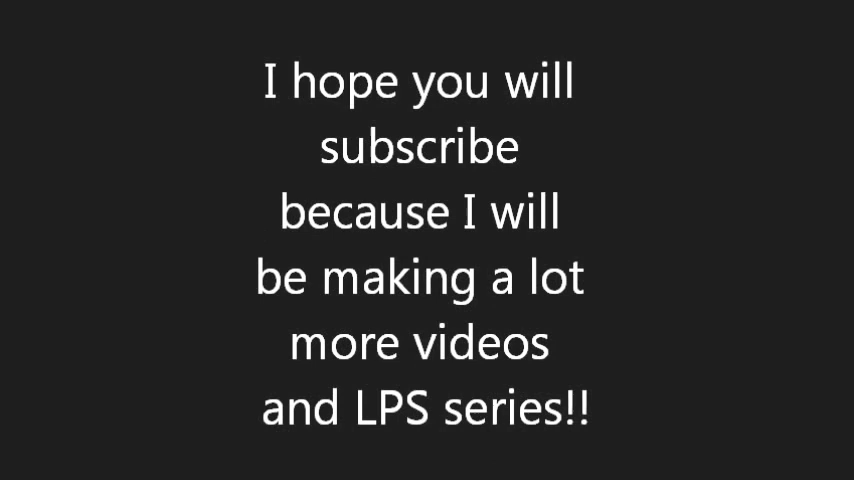 I hope you will
subscribe
because I will
be making a lot
more videos
and LPS series!!